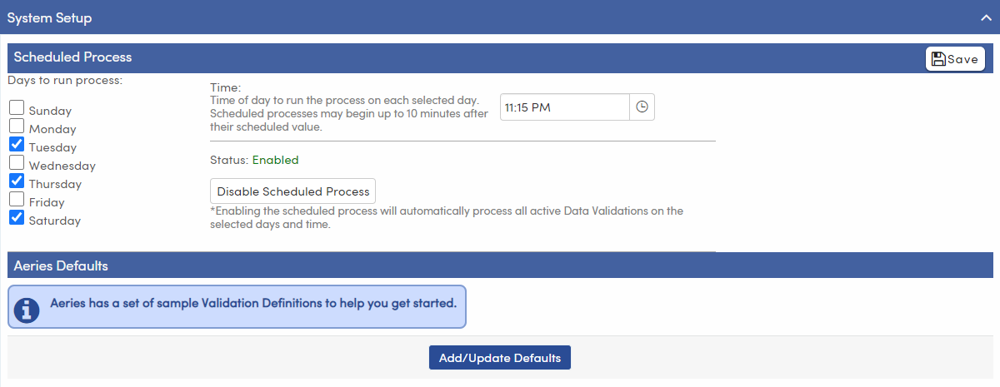 System Setup
Scheduled Process
Save
Days to run process:
Sunday
Monday
Tuesday
Wednesday
Thursday
Friday
Saturday
Time:
Time of day to run the process on each selected day.
Scheduled processes may begin up to 10 minutes after
their scheduled value.
11:15 PM
Status: Enabled
Disable Scheduled Process
*Enabling the scheduled process will automatically process all active Data Validations on the
selected days and time.
Aeries Defaults
Aeries has a set of sample Validation Definitions to help you get started.
Add/Update Defaults